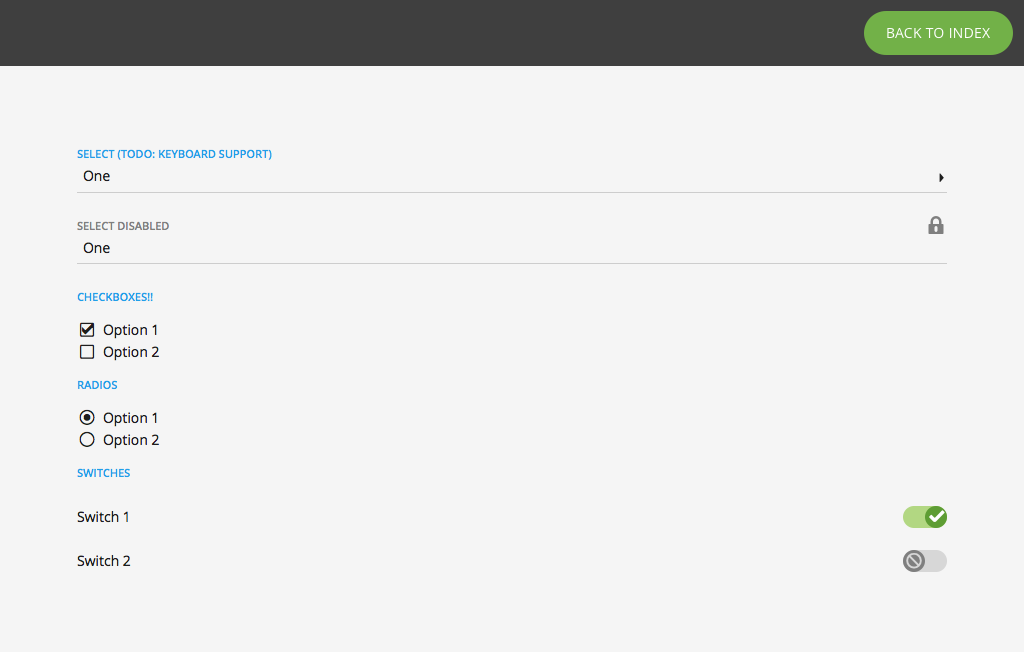 BACK TO INDEX
SELECT (TODO: KEYBOARD SUPPORT)
One
SELECT DISABLED
One
CHECKBOXES!!
Option 1
Option 2
RADIOS
Option 1
Option 2
SWITCHES
Switch 1
Switch 2